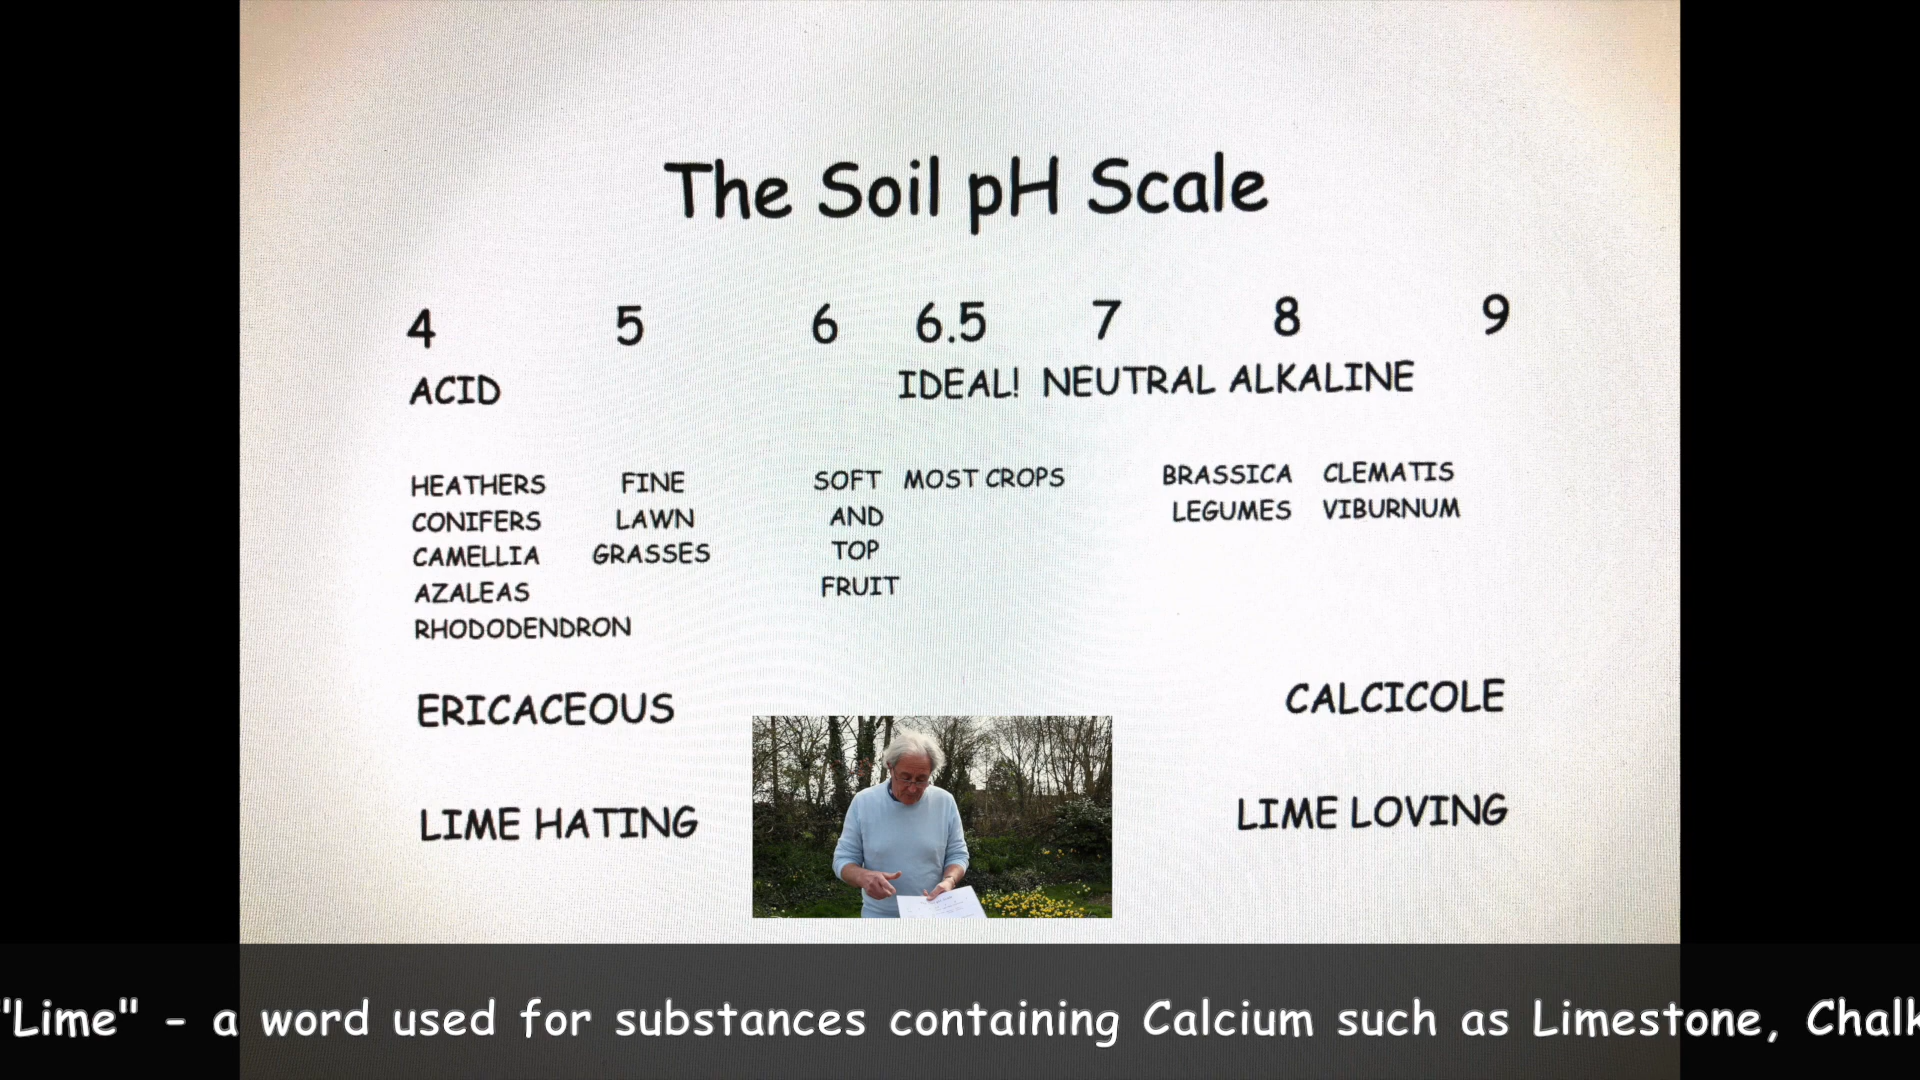 The Soil pH Scale
4 5 6 6.5 7 8 9
ACID IDEAL! NEUTRAL ALKALINE
HEATHERS FINE SOFT MOST CROPS BRASSICA CLEMATIS
CONIFERS LAWN AND LEGUMES VIBURNUM
CAMELLIA GRASSES TOP
AZALEAS FRUIT
RHODODENDRON
ERICACEOUS CALCICOLE
LIME HATING LIME LOVING
"Lime" - a word used for substances containing Calcium such as Limestone, Chalk